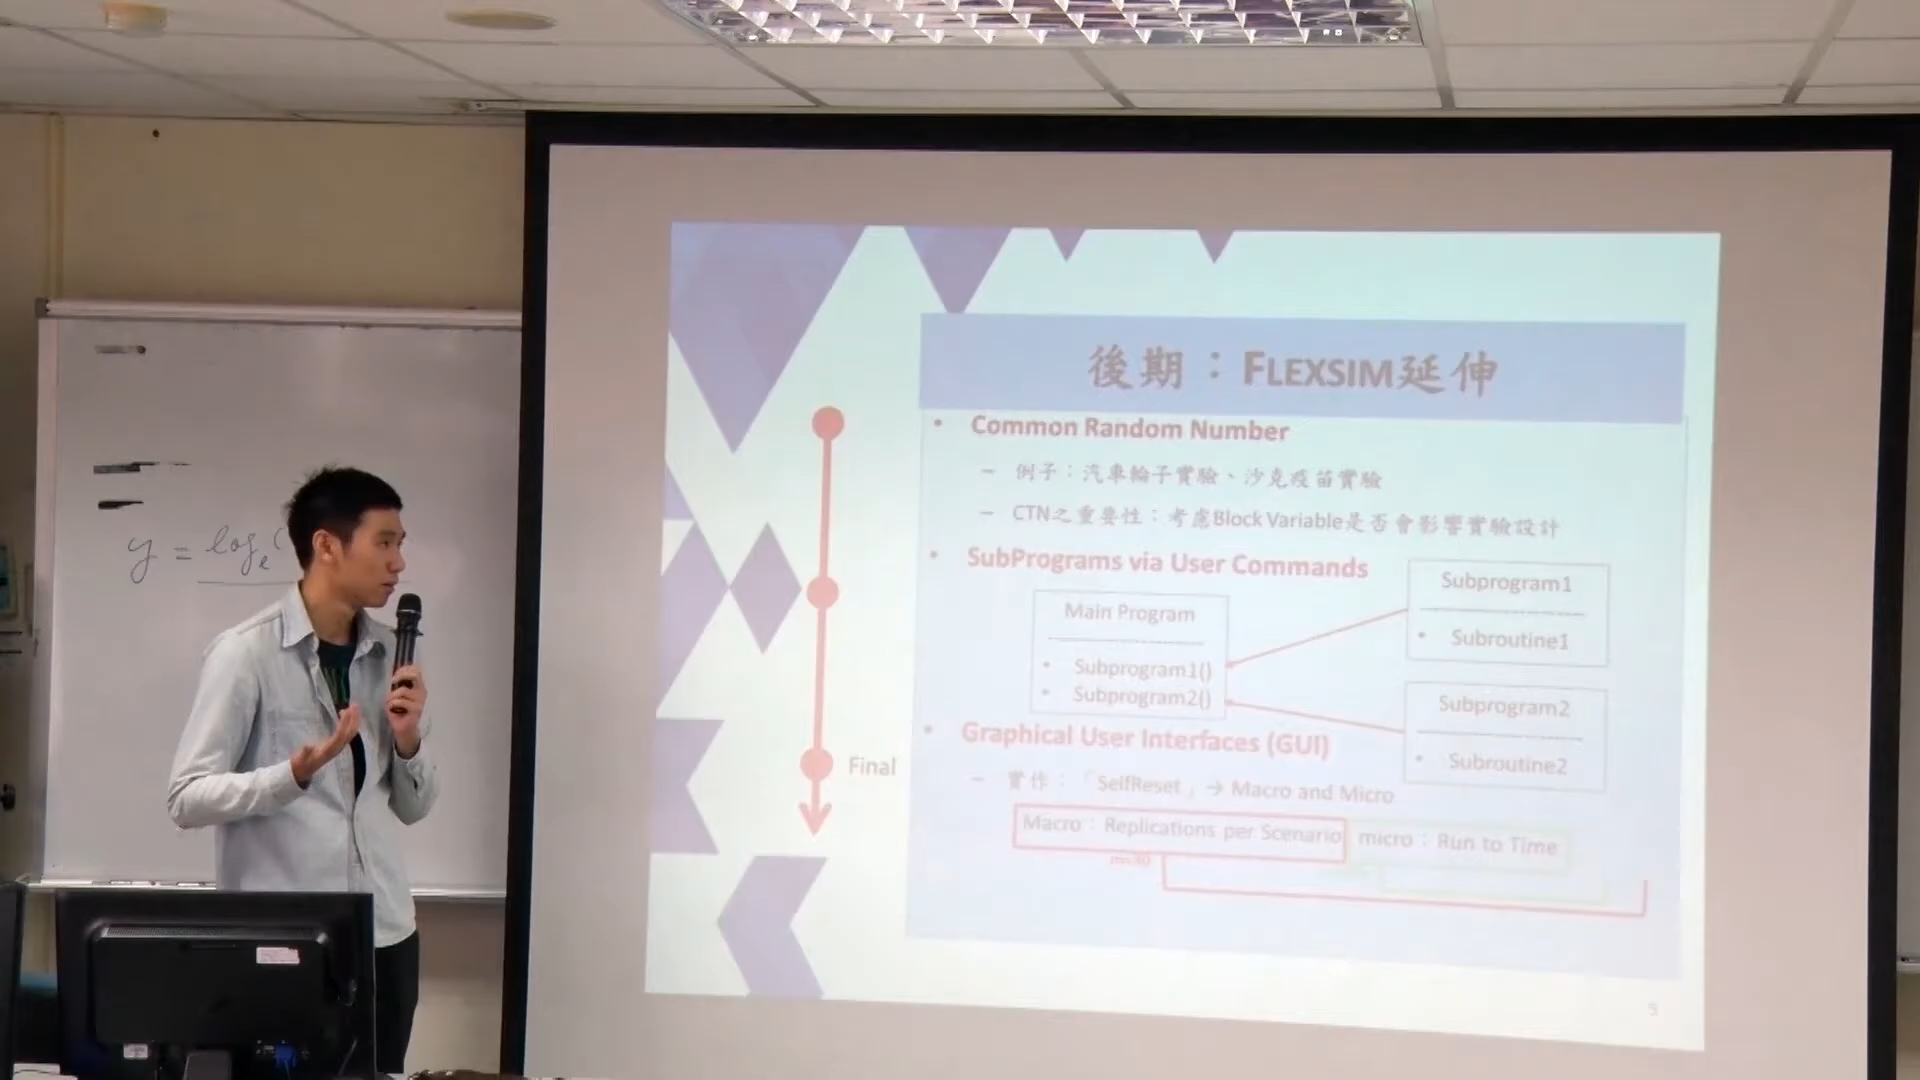 y = logₑ(
後期：FLEXSIM延伸
• Common Random Number
– 例子：汽車輪子實驗、沙克疫苗實驗
– CTN之重要性：考慮Block Variable是否會影響實驗設計
• SubPrograms via User Commands
Main Program
• Subprogram1()
• Subprogram2()
Subprogram1
• Subroutine1
Subprogram2
• Subroutine2
• Graphical User Interfaces (GUI)
Final
– 實作：「SelfReset」→ Macro and Micro
Macro：Replications per Scenario
micro：Run to Time